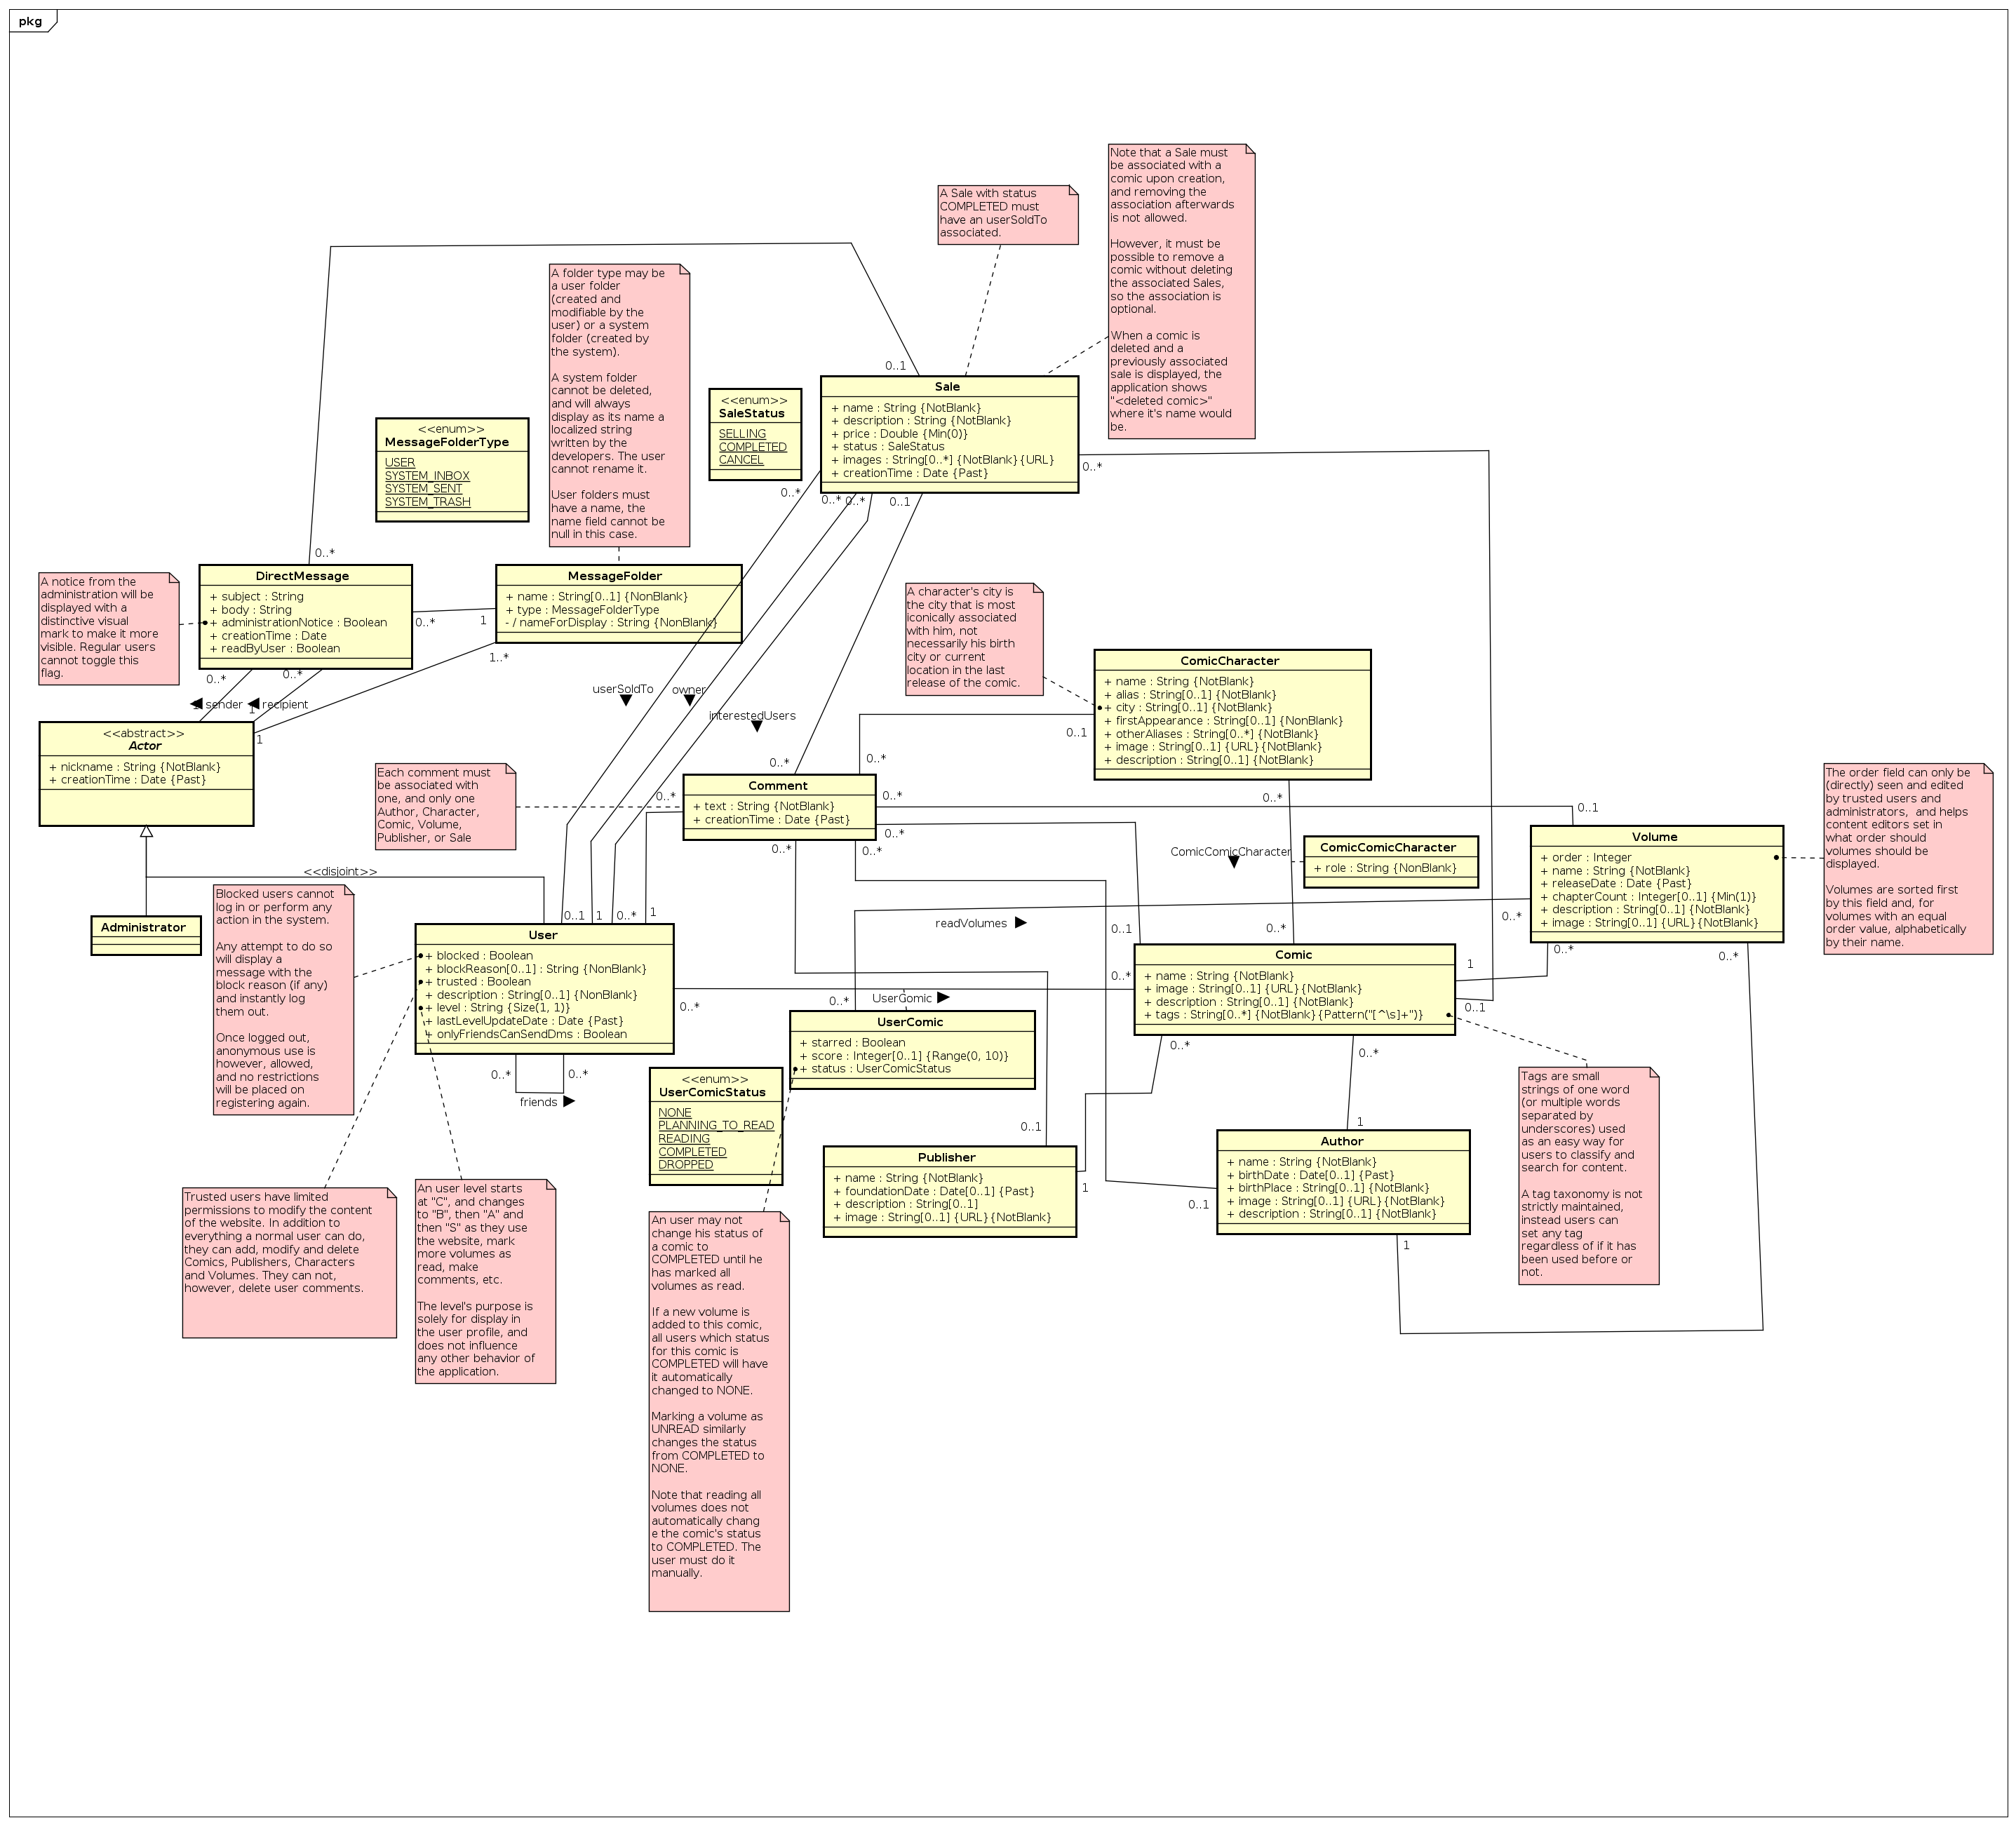 pkg
Note that a Sale must
be associated with a
comic upon creation,
and removing the
association afterwards
is not allowed.
However, it must be
possible to remove a
comic without deleting
the associated Sales,
so the association is
optional.
When a comic is
deleted and a
previously associated
sale is displayed, the
application shows
"<deleted comic>"
where it's name would
be.
A Sale with status
COMPLETED must
have an userSoldTo
associated.
A folder type may be
a user folder
(created and
modifiable by the
user) or a system
folder (created by
the system).
A system folder
cannot be deleted,
and will always
display as its name a
localized string
written by the
developers. The user
cannot rename it.
User folders must
have a name, the
name field cannot be
null in this case.
0..1
Sale
+ name : String {NotBlank}
+ description : String {NotBlank}
+ price : Double {Min(0)}
+ status : SaleStatus
+ images : String[0..*] {NotBlank}{URL}
+ creationTime : Date {Past}
<<enum>>
SaleStatus
SELLING
COMPLETED
CANCEL
<<enum>>
MessageFolderType
USER
SYSTEM_INBOX
SYSTEM_SENT
SYSTEM_TRASH
0..*
0..*
0..*
0..*
0..1
0..*
DirectMessage
+ subject : String
+ body : String
+ administrationNotice : Boolean
+ creationTime : Date
+ readByUser : Boolean
MessageFolder
+ name : String[0..1] {NonBlank}
+ type : MessageFolderType
- / nameForDisplay : String {NonBlank}
A notice from the
administration will be
displayed with a
distinctive visual
mark to make it more
visible. Regular users
cannot toggle this
flag.
0..*
1
1..*
0..*
0..*
A character's city is
the city that is most
iconically associated
with him, not
necessarily his birth
city or current
location in the last
release of the comic.
ComicCharacter
+ name : String {NotBlank}
+ alias : String[0..1] {NotBlank}
+ city : String[0..1] {NotBlank}
+ firstAppearance : String[0..1] {NonBlank}
+ otherAliases : String[0..*] {NotBlank}
+ image : String[0..1] {URL}{NotBlank}
+ description : String[0..1] {NotBlank}
userSoldTo
owner
interestedUsers
1
sender
1
recipient
1
<<abstract>>
Actor
+ nickname : String {NotBlank}
+ creationTime : Date {Past}
0..1
0..*
0..*
Each comment must
be associated with
one, and only one
Author, Character,
Comic, Volume,
Publisher, or Sale
0..*
Comment
+ text : String {NotBlank}
+ creationTime : Date {Past}
0..*
0..*
0..*
0..*
0..*
0..1
The order field can only be
(directly) seen and edited
by trusted users and
administrators,  and helps
content editors set in
what order should
volumes should be
displayed.
Volumes are sorted first
by this field and, for
volumes with an equal
order value, alphabetically
by their name.
Volume
+ order : Integer
+ name : String {NotBlank}
+ releaseDate : Date {Past}
+ chapterCount : Integer[0..1] {Min(1)}
+ description : String[0..1] {NotBlank}
+ image : String[0..1] {URL}{NotBlank}
ComicComicCharacter
ComicComicCharacter
+ role : String {NonBlank}
<<disjoint>>
Blocked users cannot
log in or perform any
action in the system.
Any attempt to do so
will display a
message with the
block reason (if any)
and instantly log
them out.
Once logged out,
anonymous use is
however, allowed,
and no restrictions
will be placed on
registering again.
Administrator
0..1
1
0..*
1
User
+ blocked : Boolean
+ blockReason[0..1] : String {NonBlank}
+ trusted : Boolean
+ description : String[0..1] {NonBlank}
+ level : String {Size(1, 1)}
+ lastLevelUpdateDate : Date {Past}
+ onlyFriendsCanSendDms : Boolean
readVolumes
0..1
0..*
0..*
0..*
0..*
1
0..*
0..1
Comic
+ name : String {NotBlank}
+ image : String[0..1] {URL}{NotBlank}
+ description : String[0..1] {NotBlank}
+ tags : String[0..*] {NotBlank}{Pattern("[^\s]+")}
0..*
0..*
UserComic
UserComic
+ starred : Boolean
+ score : Integer[0..1] {Range(0, 10)}
+ status : UserComicStatus
0..*
0..*
friends
0..*
0..*
<<enum>>
UserComicStatus
NONE
PLANNING_TO_READ
READING
COMPLETED
DROPPED
Tags are small
strings of one word
(or multiple words
separated by
underscores) used
as an easy way for
users to classify and
search for content.
A tag taxonomy is not
strictly maintained,
instead users can
set any tag
regardless of if it has
been used before or
not.
0..1
1
Publisher
+ name : String {NotBlank}
+ foundationDate : Date[0..1] {Past}
+ description : String[0..1]
+ image : String[0..1] {URL}{NotBlank}
1
0..1
Author
+ name : String {NotBlank}
+ birthDate : Date[0..1] {Past}
+ birthPlace : String[0..1] {NotBlank}
+ image : String[0..1] {URL}{NotBlank}
+ description : String[0..1] {NotBlank}
1
Trusted users have limited
permissions to modify the content
of the website. In addition to
everything a normal user can do,
they can add, modify and delete
Comics, Publishers, Characters
and Volumes. They can not,
however, delete user comments.
An user level starts
at "C", and changes
to "B", then "A" and
then "S" as they use
the website, mark
more volumes as
read, make
comments, etc.
The level's purpose is
solely for display in
the user profile, and
does not influence
any other behavior of
the application.
An user may not
change his status of
a comic to
COMPLETED until he
has marked all
volumes as read.
If a new volume is
added to this comic,
all users which status
for this comic is
COMPLETED will have
it automatically
changed to NONE.
Marking a volume as
UNREAD similarly
changes the status
from COMPLETED to
NONE.
Note that reading all
volumes does not
automatically chang
e the comic's status
to COMPLETED. The
user must do it
manually.